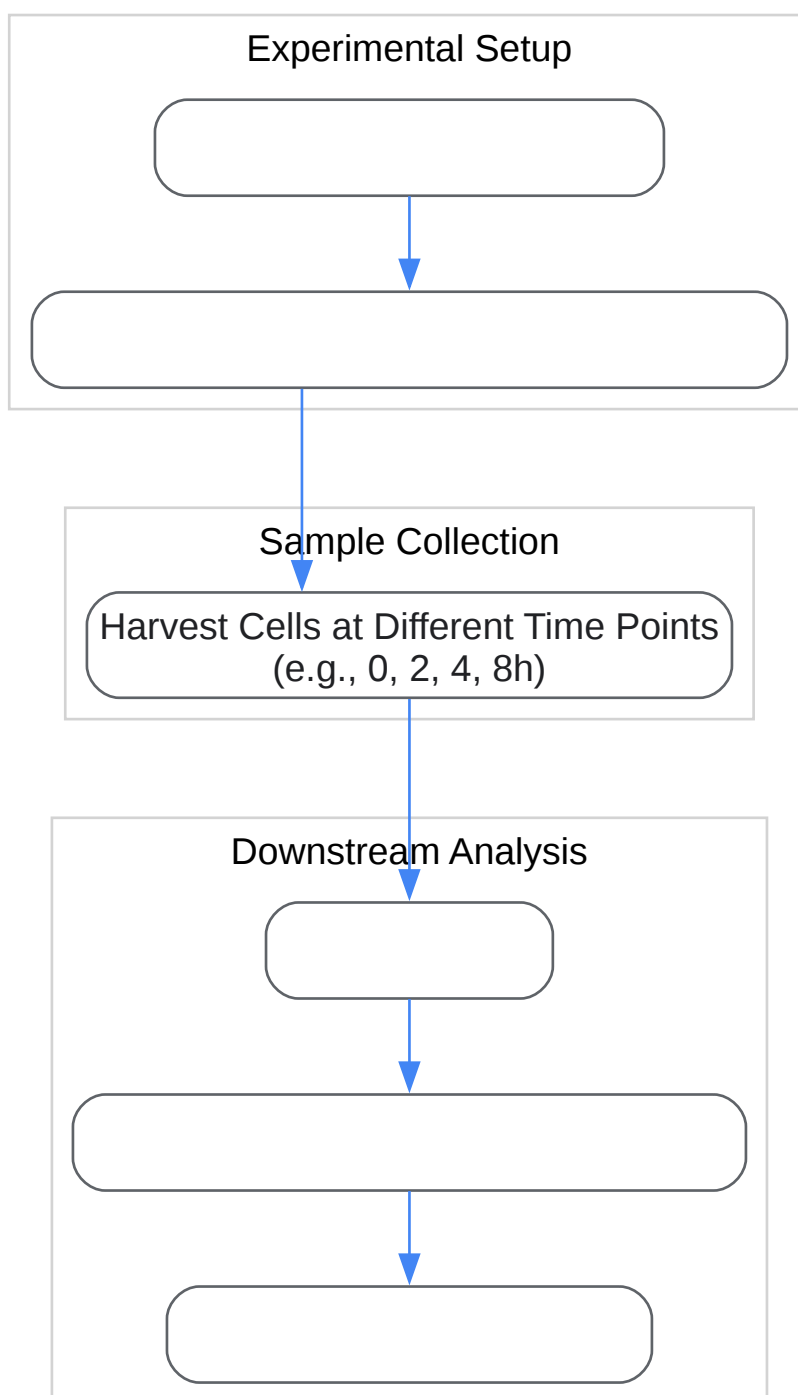 Experimental Setup
Sample Collection
Harvest Cells at Different Time Points
(e.g., 0, 2, 4, 8h)
Downstream Analysis